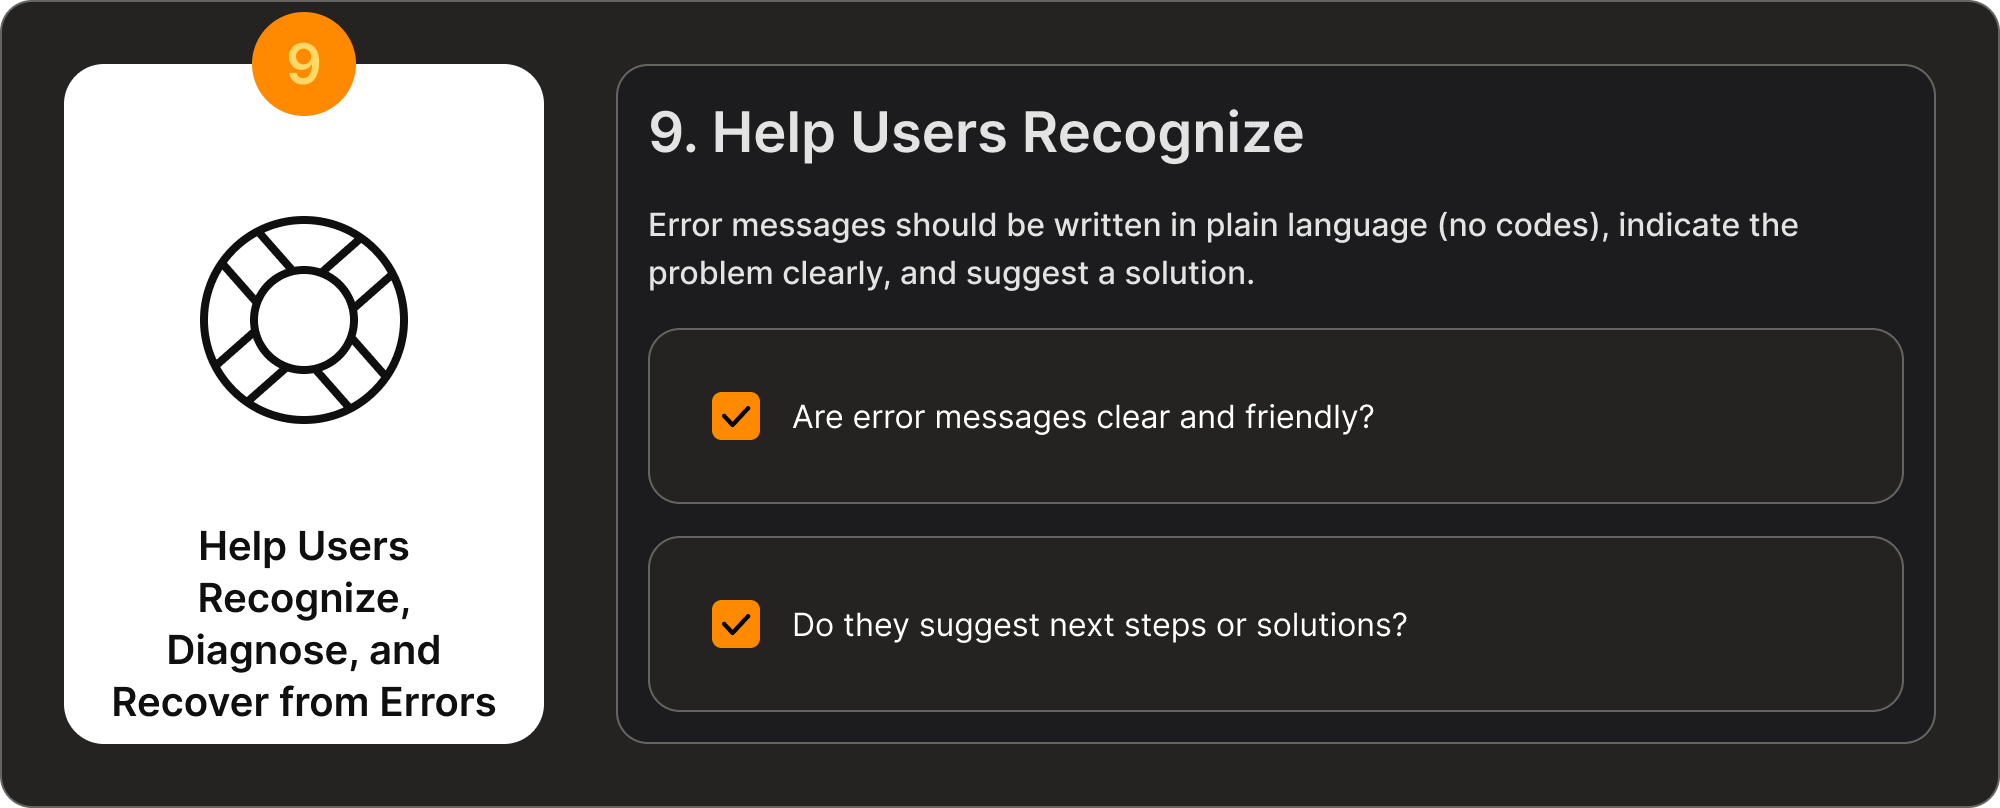 9
Help Users
Recognize,
Diagnose, and
Recover from Errors
9. Help Users Recognize
Error messages should be written in plain language (no codes), indicate the
problem clearly, and suggest a solution.
Are error messages clear and friendly?
Do they suggest next steps or solutions?